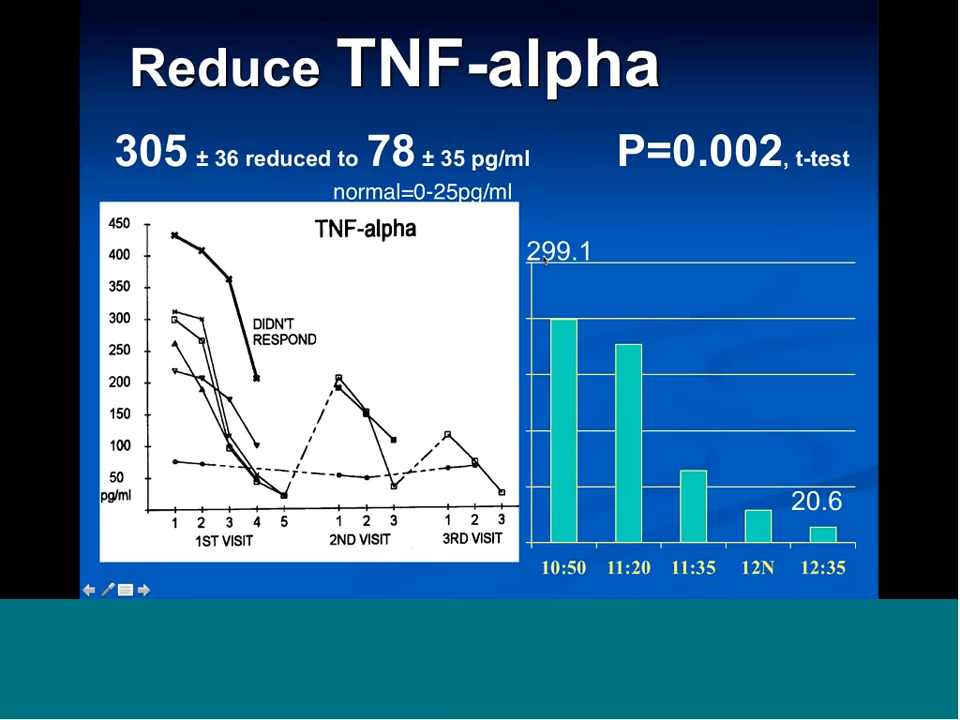 Reduce TNF-alpha
305 ± 36 reduced to 78 ± 35 pg/ml
P=0.002, t-test
normal=0-25pg/ml
TNF-alpha
450
400
350
300
250
200
150
100
50
pg/ml
DIDN'T
RESPOND
1 2 3 4 5 1 2 3 1 2 3
1ST VISIT 2ND VISIT 3RD VISIT
299.1
20.6
10:50 11:20 11:35 12N 12:35